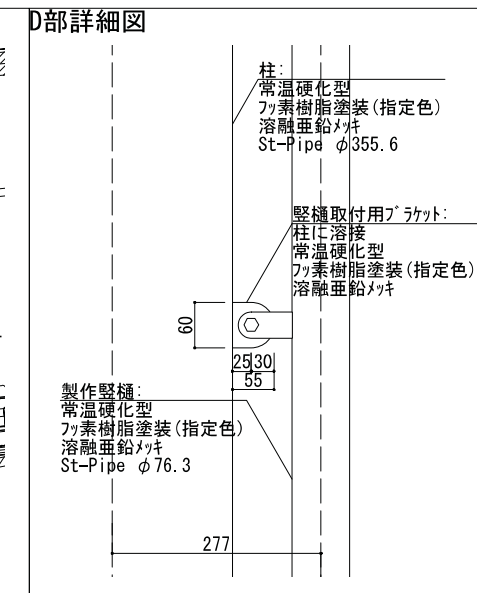 D部詳細図
柱:
常温硬化型
フッ素樹脂塗装(指定色)
溶融亜鉛メッキ
St-Pipe φ355.6
竪樋取付用ブラケット:
柱に溶接
常温硬化型
フッ素樹脂塗装(指定色)
溶融亜鉛メッキ
60
25 30
55
製作竪樋:
常温硬化型
フッ素樹脂塗装(指定色)
溶融亜鉛メッキ
St-Pipe φ76.3
277